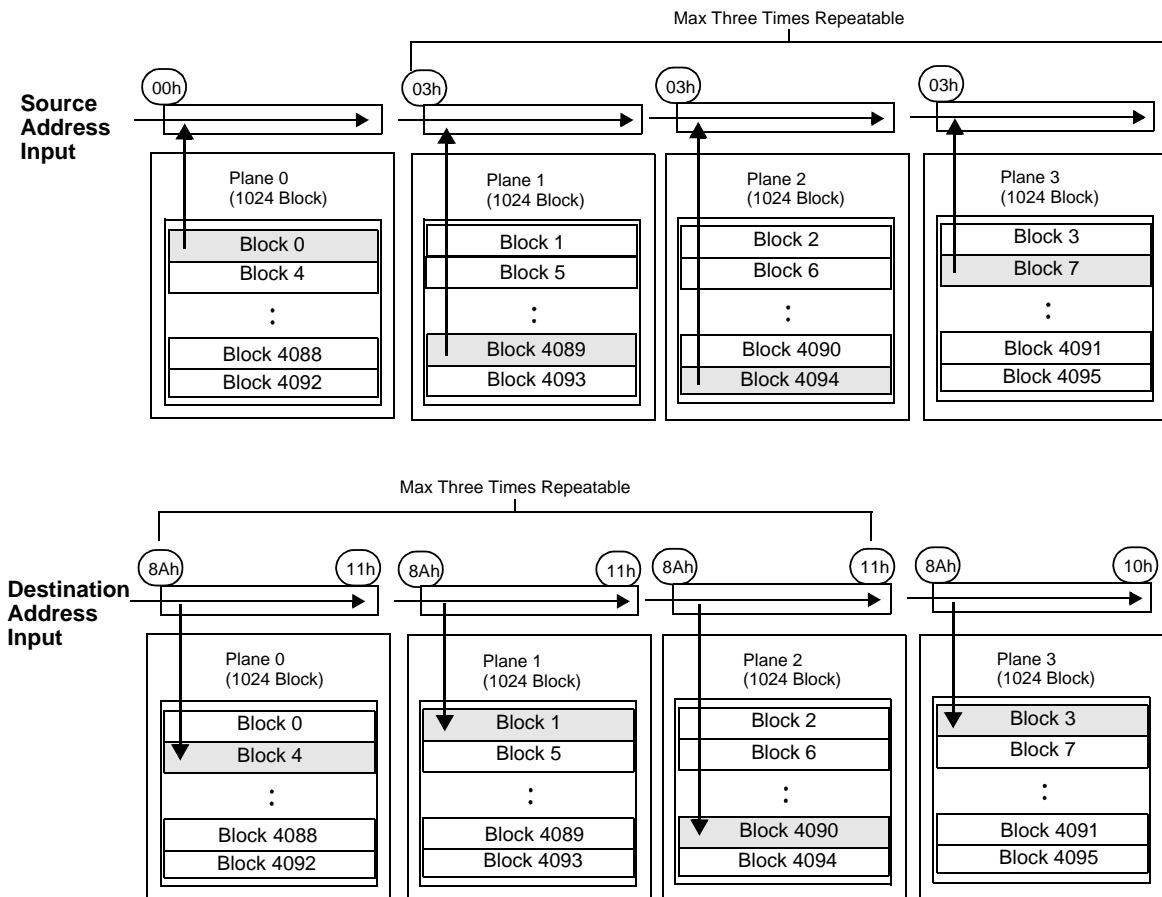 Max Three Times Repeatable
00h
03h
03h
03h
Source
Address
Input
Plane 0
(1024 Block)
Plane 1
(1024 Block)
Plane 2
(1024 Block)
Plane 3
(1024 Block)
Block 0
Block 1
Block 2
Block 3
Block 4
Block 5
Block 6
Block 7
:
:
:
:
Block 4088
Block 4089
Block 4090
Block 4091
Block 4092
Block 4093
Block 4094
Block 4095
Max Three Times Repeatable
8Ah
11h
8Ah
11h
8Ah
11h
8Ah
10h
Destination
Address
Input
Plane 0
(1024 Block)
Plane 1
(1024 Block)
Plane 2
(1024 Block)
Plane 3
(1024 Block)
Block 0
Block 1
Block 2
Block 3
Block 4
Block 5
Block 6
Block 7
:
:
:
:
Block 4088
Block 4089
Block 4090
Block 4091
Block 4092
Block 4093
Block 4094
Block 4095